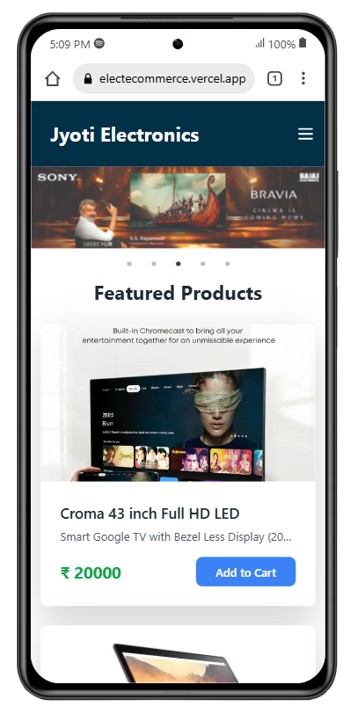 5:09 PM
100%
electecommerce.vercel.app
1
Jyoti Electronics
SONY
BAJAJ
BRAVIA
CINEMA IS
COMING HOME
DIRECTOR
S.S. Rajamouli
Featured Products
Built-In Chromecast to bring all your
entertainment together for an unmissable experience
Croma 43 inch Full HD LED
Smart Google TV with Bezel Less Display (20...
₹ 20000
Add to Cart